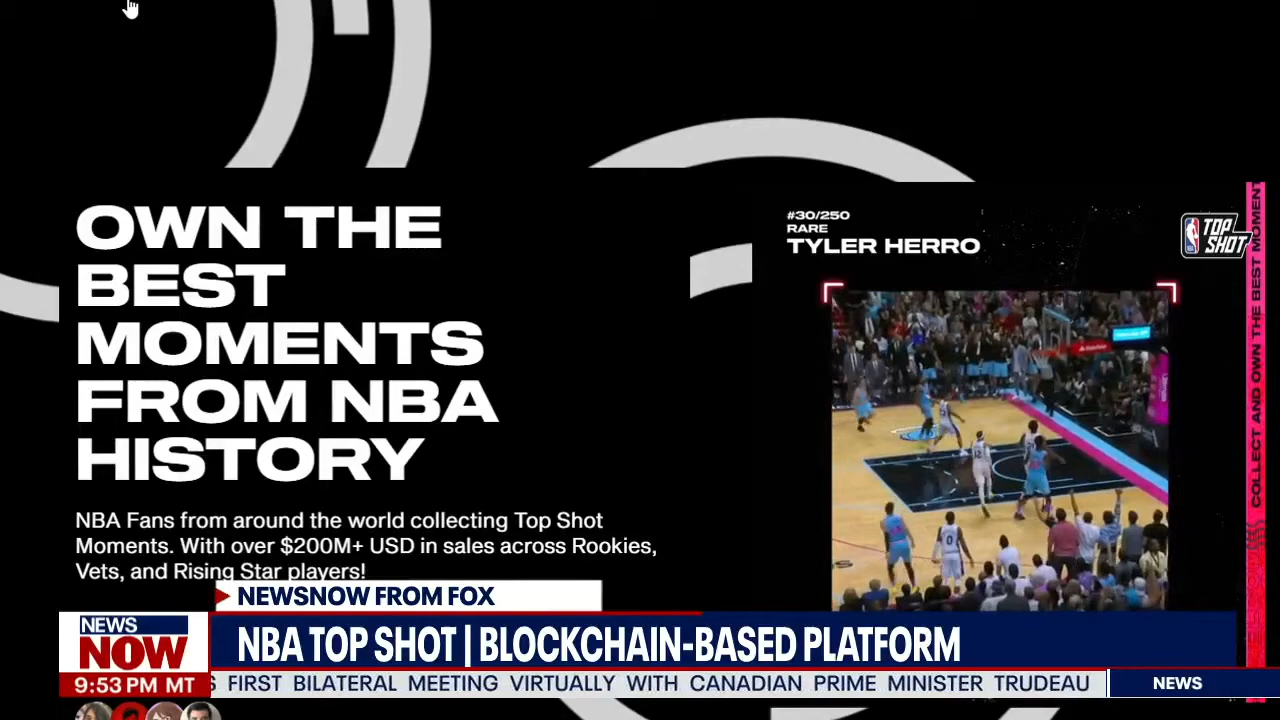 OWN THE
BEST
MOMENTS
FROM NBA
HISTORY
NBA Fans from around the world collecting Top Shot
Moments. With over $200M+ USD in sales across Rookies,
Vets, and Rising Star players!
#30/250
RARE
TYLER HERRO
TOP
SHOT
COLLECT AND OWN THE BEST MOMENT
NEWSNOW FROM FOX
NEWS
NOW
NBA TOP SHOT | BLOCKCHAIN-BASED PLATFORM
9:53 PM MT
S FIRST BILATERAL MEETING VIRTUALLY WITH CANADIAN PRIME MINISTER TRUDEAU
NEWS